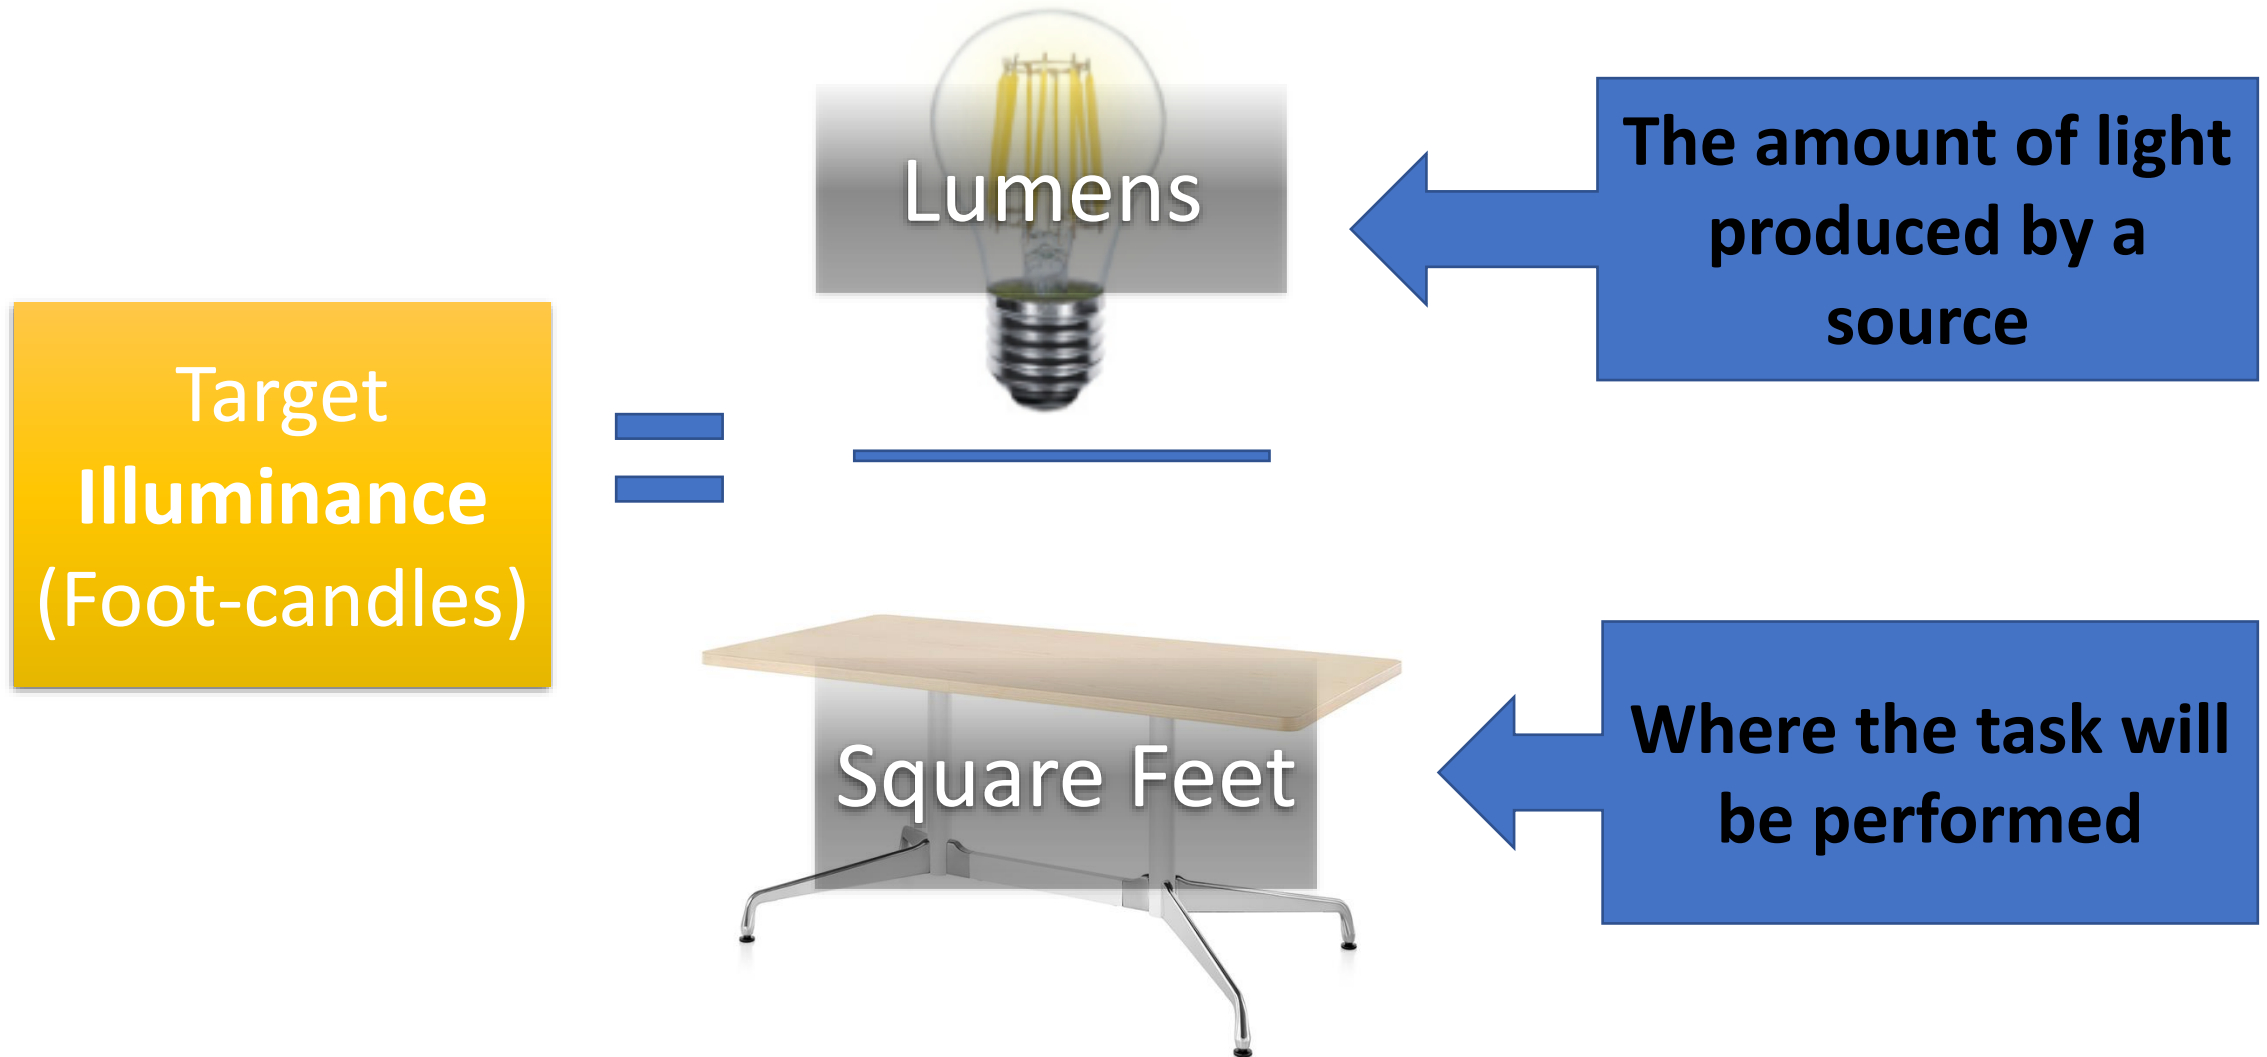 Target
Illuminance
(Foot-candles)
Lumens
Square Feet
The amount of light
produced by a
source
Where the task will
be performed